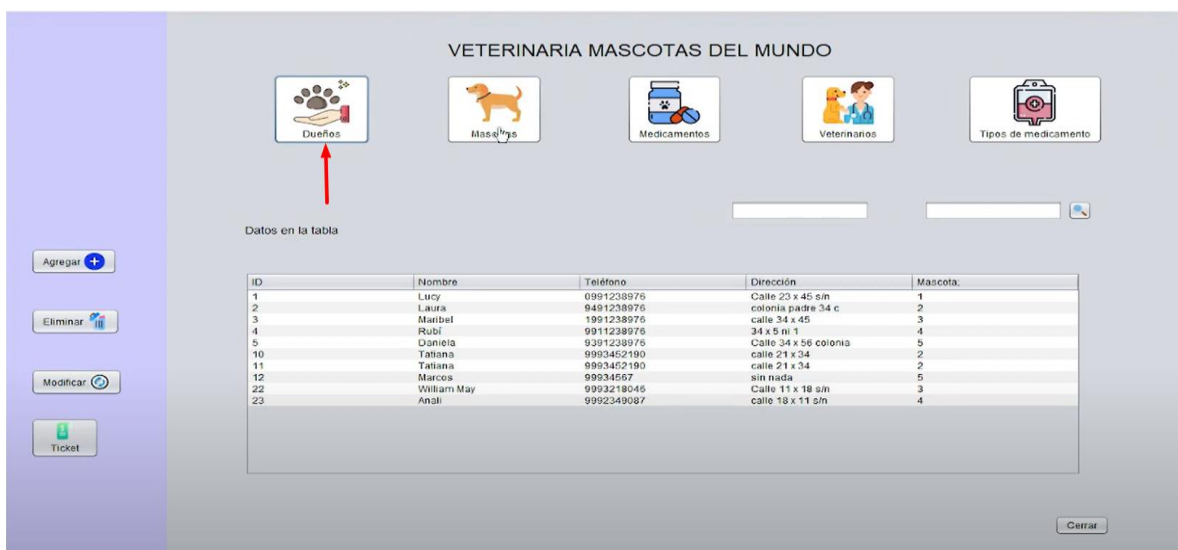 VETERINARIA MASCOTAS DEL MUNDO
Dueños Mascotas Medicamentos Veterinarios Tipos de medicamento
Datos en la tabla
Agregar
Eliminar
Modificar
Ticket
ID Nombre Teléfono Dirección Mascota:
1 Lucy 0991238976 Calle 23 x 45 s/n 1
2 Laura 9491238976 colonia padre 34 c 2
3 Maribel 1991238976 calle 34 x 45 3
4 Rubí 9911238976 34 x 5 ni 1 4
5 Daniela 9391238976 Calle 34 x 56 colonia 5
10 Tatiana 9993452190 calle 21 x 34 2
11 Tatiana 9993452190 calle 21 x 34 2
12 Marcos 99934567 sin nada 5
22 William May 9993218046 Calle 11 x 18 s/n 3
23 Anali 9992349087 calle 18 x 11 s/n 4
Cerrar